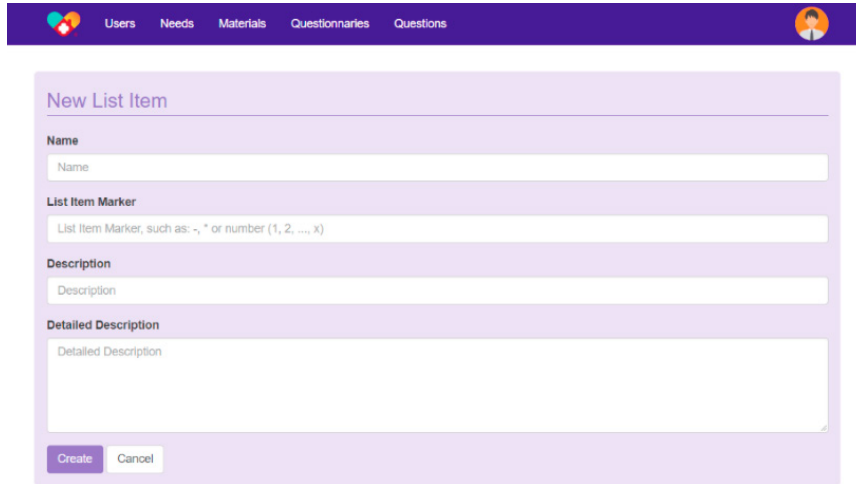 Users Needs Materials Questionnaries Questions
New List Item
Name
Name
List Item Marker
List Item Marker, such as: -, * or number (1, 2, ..., x)
Description
Description
Detailed Description
Detailed Description
Create Cancel